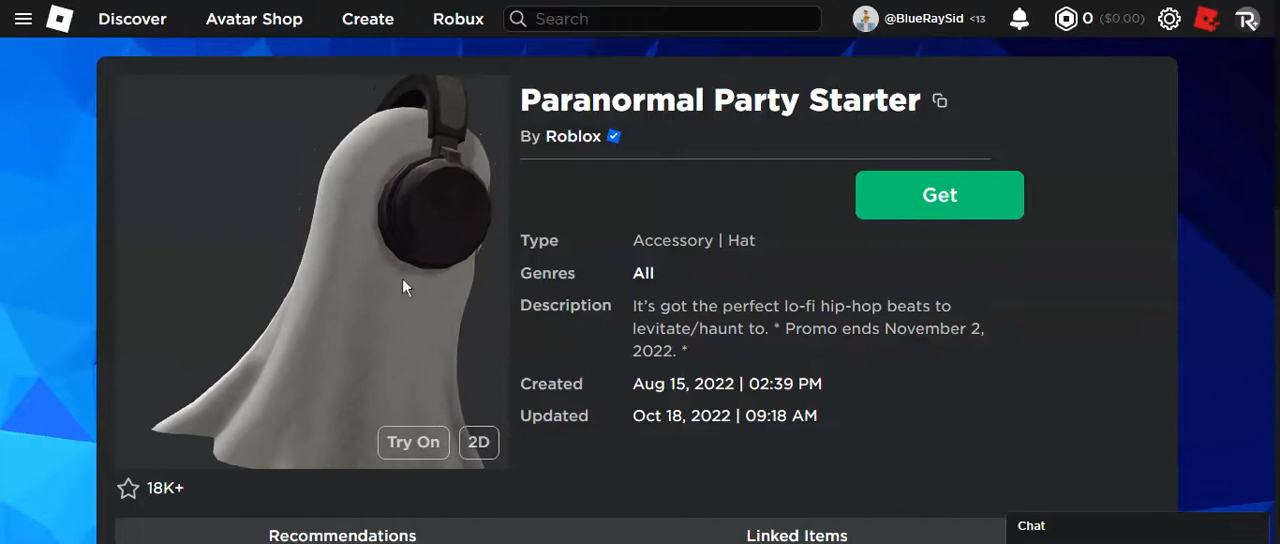 Discover Avatar Shop Create Robux Search @BlueRaySid <13 0 ($0.00)
Paranormal Party Starter
By Roblox
Get
Type Accessory | Hat
Genres All
Description It's got the perfect lo-fi hip-hop beats to
levitate/haunt to. * Promo ends November 2,
2022. *
Created Aug 15, 2022 | 02:39 PM
Updated Oct 18, 2022 | 09:18 AM
Try On 2D
18K+
Recommendations Linked Items
Chat